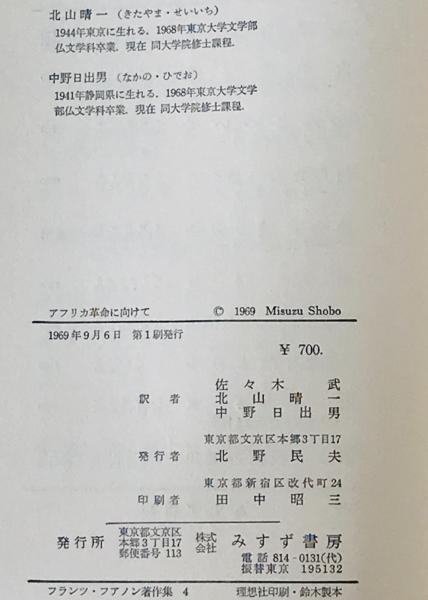 北山晴一（きたやま・せいいち）
1944年東京に生れる. 1968年東京大学文学部
仏文学科卒業. 現在 同大学院修士課程.
中野日出男（なかの・ひでお）
1941年静岡県に生れる. 1968年東京大学文学
部仏文学科卒業. 現在 同大学院修士課程.
アフリカ革命に向けて　© 1969 Misuzu Shobo
1969年9月6日　第1刷発行
¥ 700.
佐々木　武
訳者　北山晴一
中野日出男
東京都文京区本郷3丁目17
発行者　北野民夫
東京都新宿区改代町24
印刷者　田中昭三
発行所　東京都文京区本郷3丁目17郵便番号 113　株式会社　みすず書房
電話 814-0131(代)
振替東京 195132
フランツ・ファノン著作集 4　理想社印刷・鈴木製本